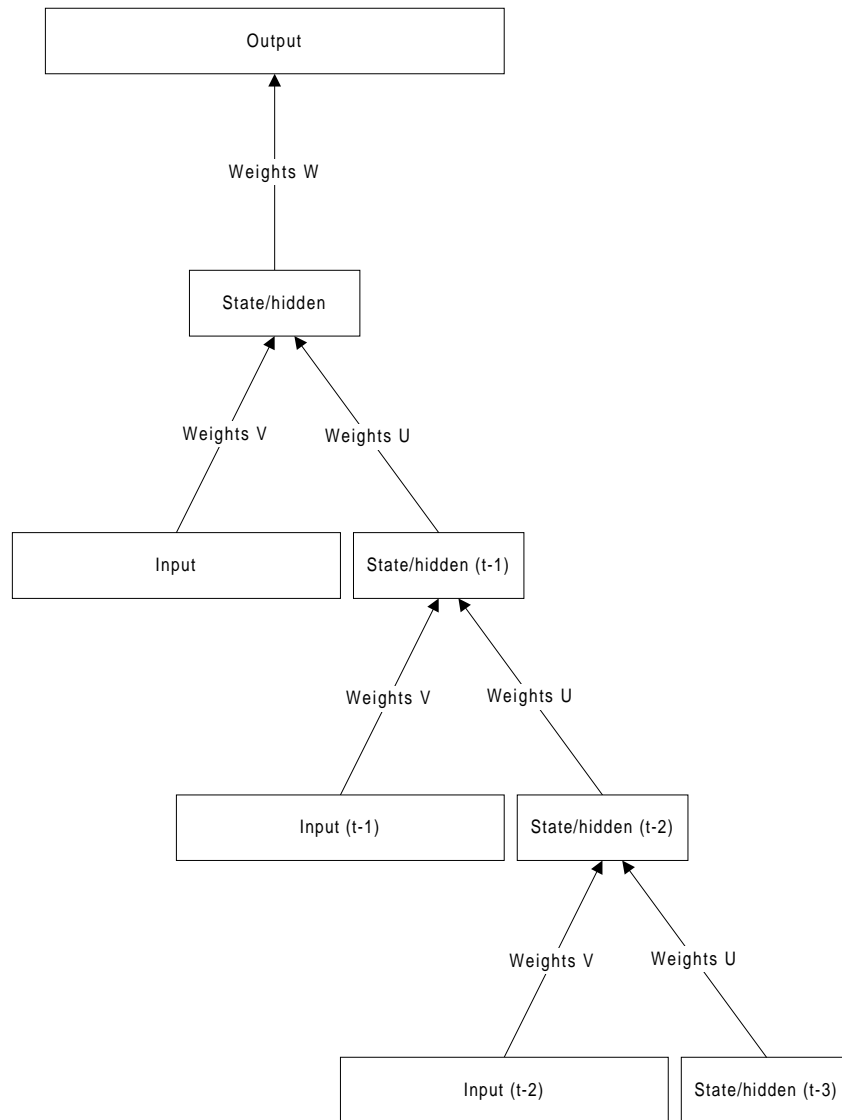 Output
Weights W
State/hidden
Weights V
Weights U
Input
State/hidden (t-1)
Weights V
Weights U
Input (t-1)
State/hidden (t-2)
Weights V
Weights U
Input (t-2)
State/hidden (t-3)